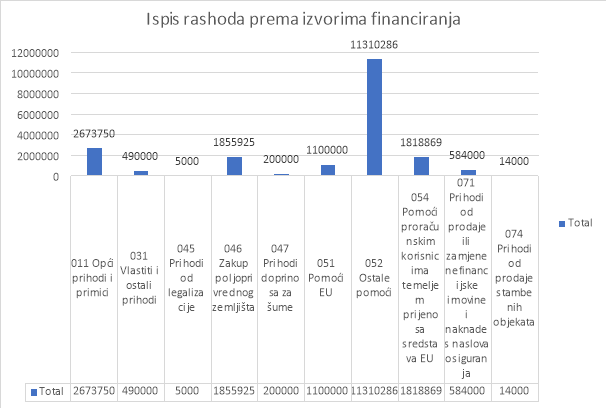 Ispis rashoda prema izvorima financiranja
11310286
12000000
10000000
8000000
6000000
4000000
2000000
0
2673750
490000
5000
1855925
200000
1100000
1818869
584000
14000
011 Opći
prihodi i
primici
031
Vlastiti i
ostali
prihodi
045
Prihodi
od
legalizac
ije
046
Zakup
poljopri
vrednog
zemljišta
047
Prihodi
doprino
sa za
šume
051
Pomoći
EU
052
Ostale
pomoći
054
Pomoći
proraču
nskim
korisnic
ima
temelje
m
prijeno
sa
sredsta
va EU
071
Prihodi
od
prodaje
ili
zamjene
nefinanc
ijske
imovine i
naknade
s naslova
osigura
nja
074
Prihodi
od
prodaje
stambe
nih
objekata
Total
Total 2673750 490000 5000 1855925 200000 1100000 11310286 1818869 584000 14000